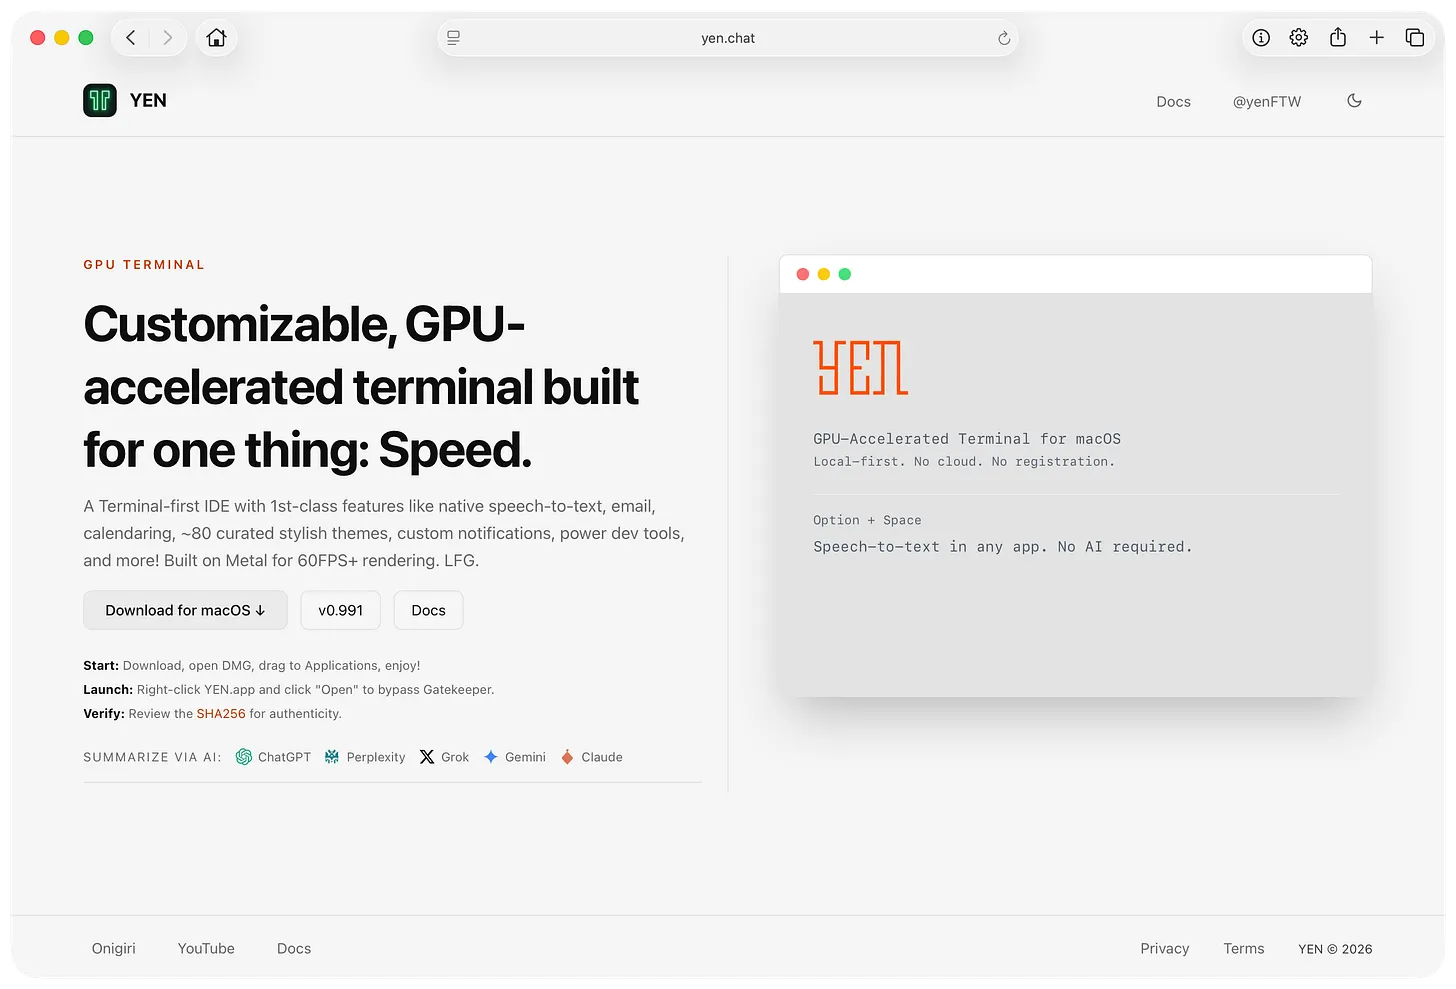 yen.chat
YEN
Docs
@yenFTW
GPU TERMINAL
Customizable, GPU-
accelerated terminal built
for one thing: Speed.
A Terminal-first IDE with 1st-class features like native speech-to-text, email,
calendaring, ~80 curated stylish themes, custom notifications, power dev tools,
and more! Built on Metal for 60FPS+ rendering. LFG.
Download for macOS ↓
v0.991
Docs
Start: Download, open DMG, drag to Applications, enjoy!
Launch: Right-click YEN.app and click "Open" to bypass Gatekeeper.
Verify: Review the SHA256 for authenticity.
SUMMARIZE VIA AI: ChatGPT Perplexity Grok Gemini Claude
YEN
GPU-Accelerated Terminal for macOS
Local-first. No cloud. No registration.
Option + Space
Speech-to-text in any app. No AI required.
Onigiri
YouTube
Docs
Privacy
Terms
YEN © 2026